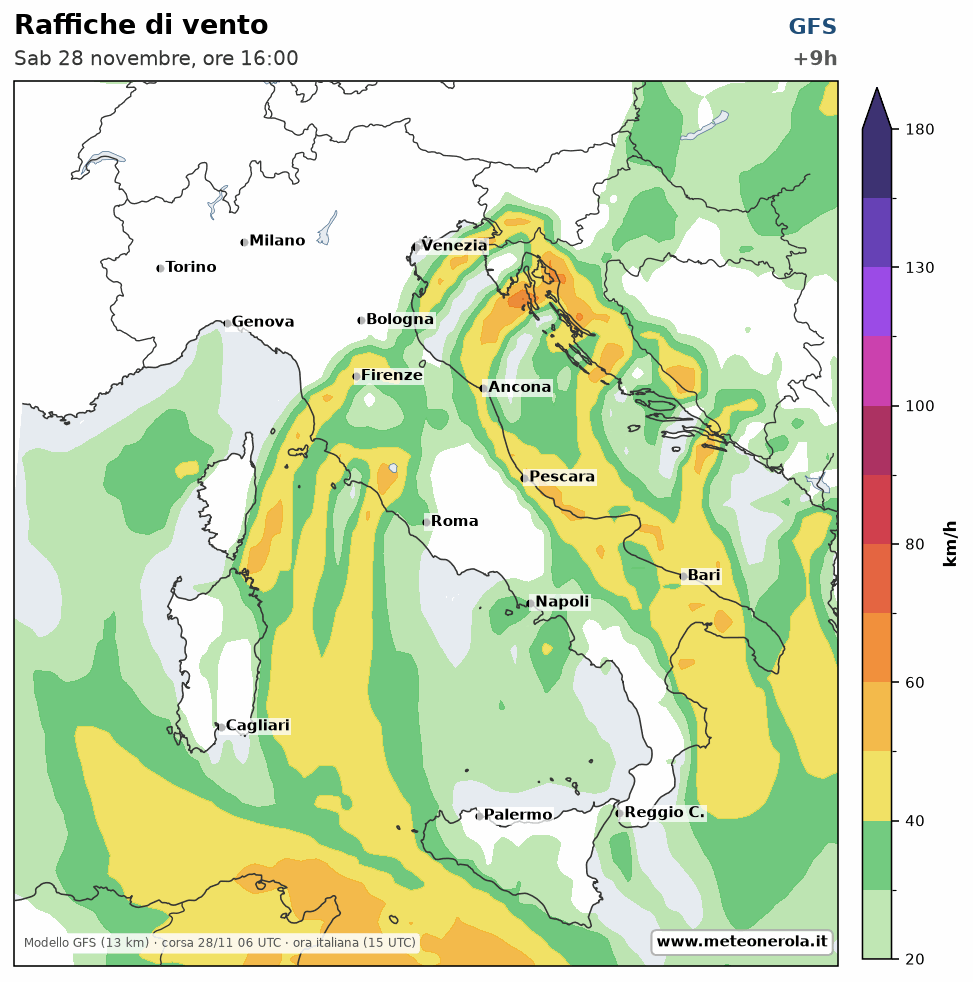 Raffiche di vento
GFS
Sab 28 novembre, ore 16:00
+9h
180
130
100
80
60
40
20
km/h
Venezia
Milano
Torino
Genova
Bologna
Firenze
Ancona
Pescara
Roma
Bari
Napoli
Cagliari
Palermo
Reggio C.
Modello GFS (13 km) · corsa 28/11 06 UTC · ora italiana (15 UTC)
www.meteonerola.it